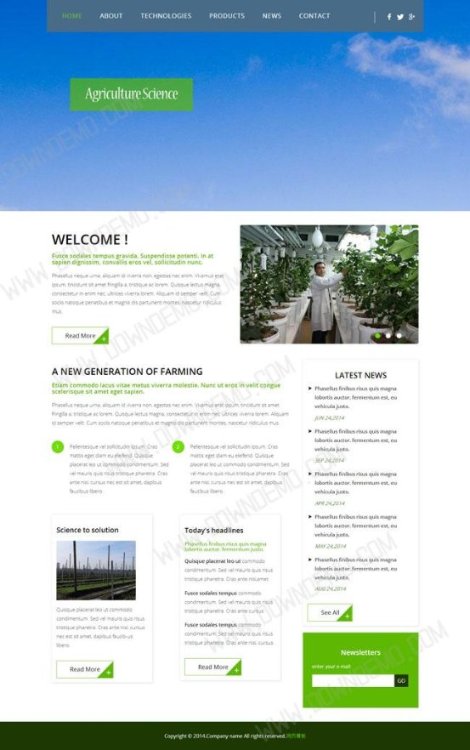 HOME ABOUT TECHNOLOGIES PRODUCTS NEWS CONTACT
Agriculture Science
WELCOME !
Fusce sodales tempus gravida. Suspendisse potenti. In at
sapien dignissim, convallis eros vel, sollicitudin nunc.
Phasellus neque urna, aliquam id viverra non, egestas nec enim. Vivamus erat
ipsum, tincidunt sit amet fringilla a, tristique ac lorem. Quisque magna lorem,
consectetur in enim nec, ultrices viverra lorem. Aliquam id semper velit. Cum
sociis natoque penatibus et magnis dis parturient montes, nascetur ridiculus
mus.
Read More
A NEW GENERATION OF FARMING
Etiam commodo lacus vitae metus viverra molestie. Nunc ut eros in velit congue
scelerisque sit amet eget sapien.
Phasellus neque urna, aliquam id viverra non, egestas nec enim. Vivamus erat ipsum, tincidunt sit
amet fringilla a, tristique ac lorem. Quisque magna lorem, consectetur in enim nec, ultrices viverra lorem. Aliquam id
semper velit. Cum sociis natoque penatibus et magnis dis parturient montes, nascetur ridiculus mus.
1
Pellentesque vel sollicitudin ipsum. Cras
mattis eget diam eu eleifend. Quisque
placerat leo ut commodo condimentum. Sed
vel mauris quis risus tristique pharetra. Cras
ante nisi, cursus nec est sit amet, dapibus
faucibus libero.
2
Pellentesque vel sollicitudin ipsum. Cras
mattis eget diam eu eleifend. Quisque
placerat leo ut commodo condimentum. Sed
vel mauris quis risus tristique pharetra. Cras
ante nisi, cursus nec est sit amet, dapibus
faucibus libero.
Science to solution
Quisque placerat leo ut commodo
condimentum. Sed vel mauris quis risus
tristique pharetra. Cras ante nisi, cursus
nec est sit amet, dapibus faucibus
libero.
Read More
Today's headlines
Phasellus finibus risus quis magna
lobortis auctor, fermentum justo.
Quisque placerat leo ut commodo
condimentum. Sed vel mauris quis risus
tristique pharetra. Cras ante nisl amet
Fusce sodales tempus commodo
condimentum. Sed vel mauris quis risus
tristique pharetra.
Fusce sodales tempus commodo
condimentum. Sed vel mauris quis risus
tristique pharetra. Cras ante nisl
Read More
LATEST NEWS
Phasellus finibus risus quis magna
lobortis auctor, fermentum est, eu
vehicula justo.
JUN 24,2014
Phasellus finibus risus quis magna
lobortis auctor, fermentum est, eu
vehicula justo.
SEP 24,2014
Phasellus finibus risus quis magna
lobortis auctor, fermentum est, eu
vehicula justo.
APR 24,2014
Phasellus finibus risus quis magna
lobortis auctor, fermentum est, eu
vehicula justo.
MAY 24,2014
Phasellus finibus risus quis magna
lobortis auctor, fermentum est, eu
vehicula justo.
AUG 24,2014
See All
Newsletters
enter your e-mail
GO
Copyright © 2014.Company name All rights reserved.
WWW.DOWNDEMO.COM